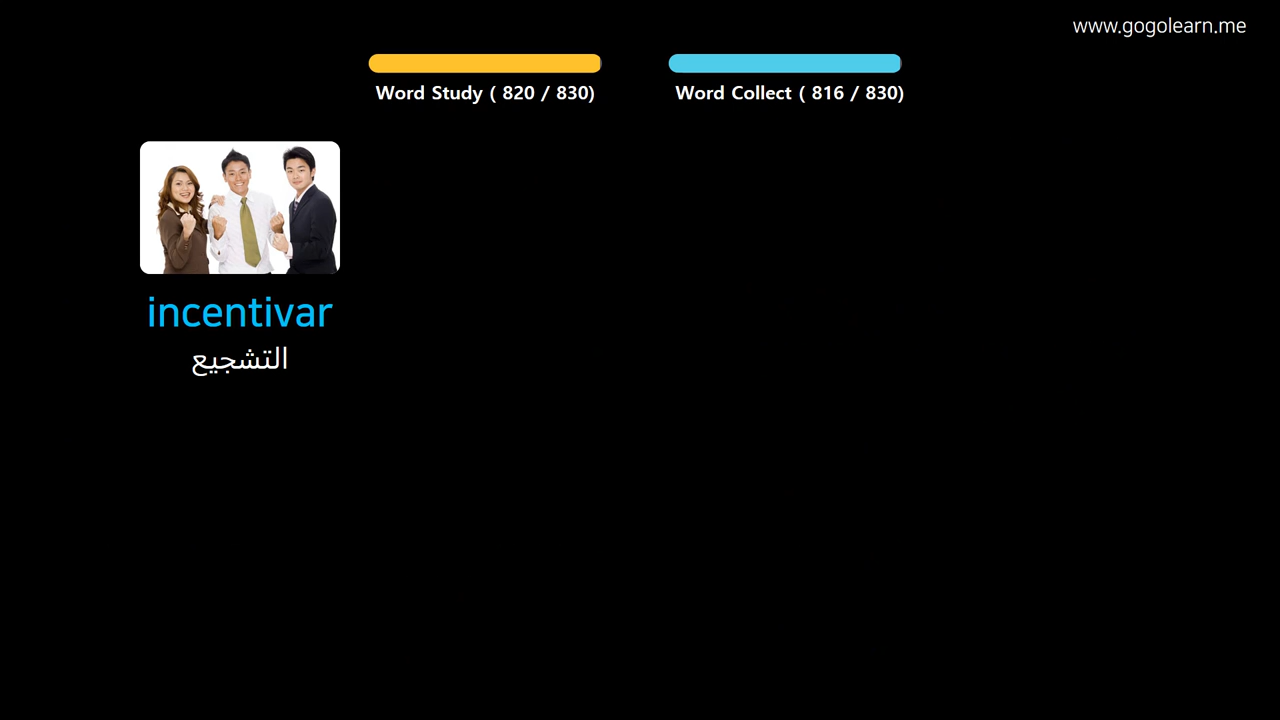 www.gogolearn.me
Word Study ( 820 / 830)
Word Collect ( 816 / 830)
incentivar
التشجيع